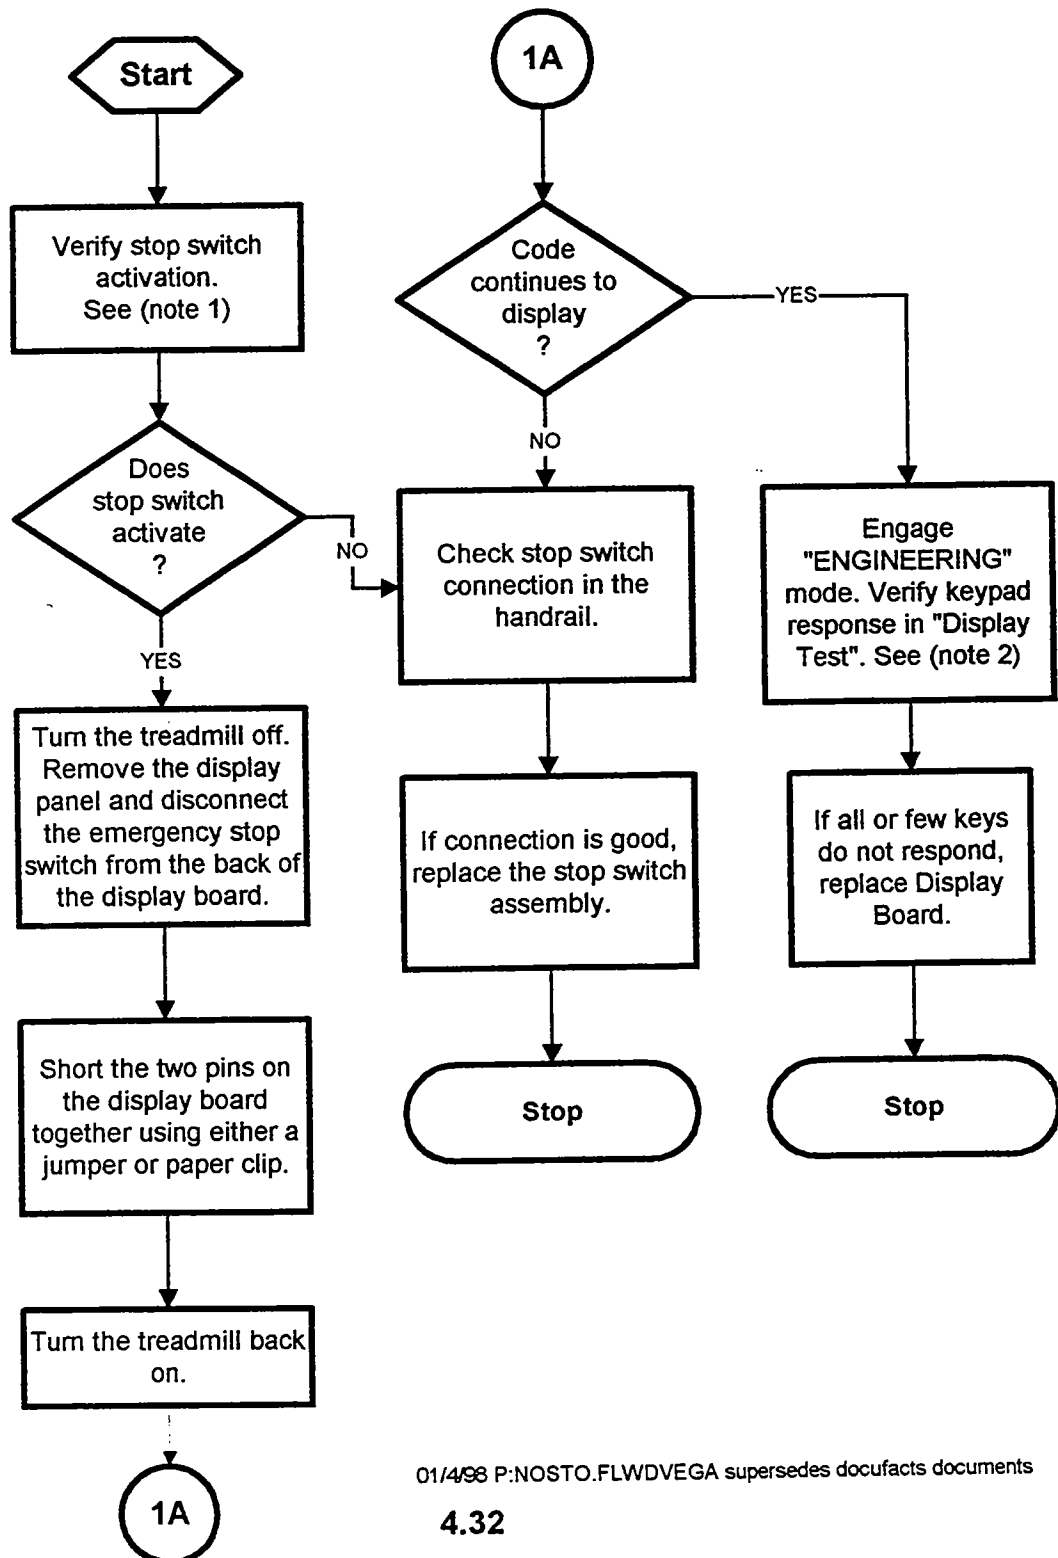 Start
Verify stop switch
activation.
See (note 1)
Does
stop switch
activate
?
NO
YES
Turn the treadmill off.
Remove the display
panel and disconnect
the emergency stop
switch from the back of
the display board.
Short the two pins on
the display board
together using either a
jumper or paper clip.
Turn the treadmill back
on.
1A
1A
Code
continues to
display
?
YES
NO
Check stop switch
connection in the
handrail.
If connection is good,
replace the stop switch
assembly.
Stop
Engage
"ENGINEERING"
mode. Verify keypad
response in "Display
Test". See (note 2)
If all or few keys
do not respond,
replace Display
Board.
Stop
01/4/98 P:NOSTO.FLWDVEGA supersedes docufacts documents
4.32